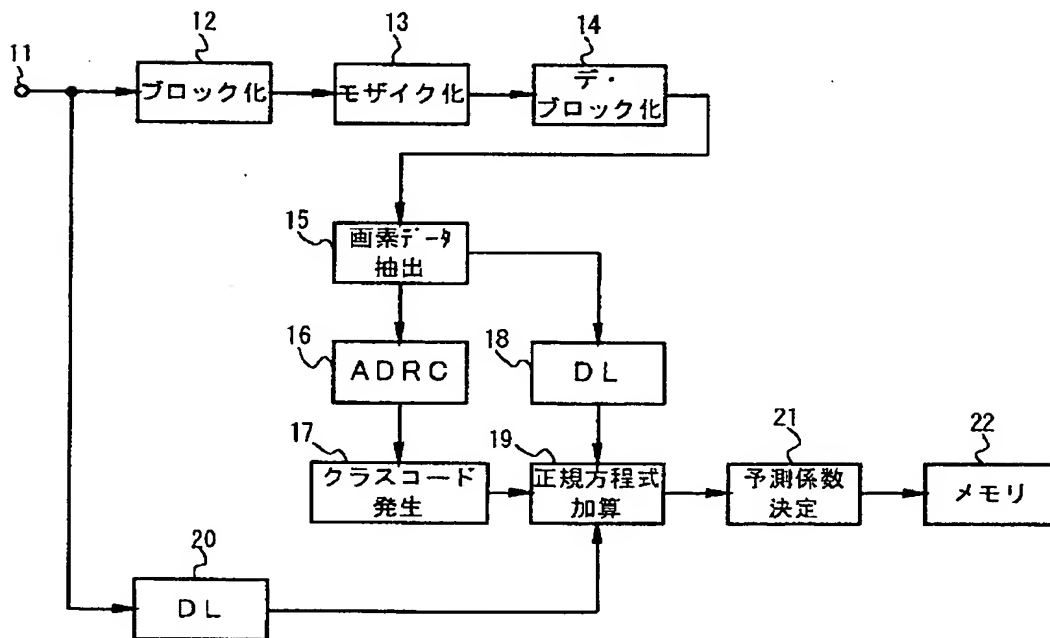 11
12
ブロック化
13
モザイク化
14
デ・
ブロック化
15
画素データ
抽出
16
ADRC
18
DL
17
クラスコード
発生
19
正規方程式
加算
21
予測係数
決定
22
メモリ
20
DL